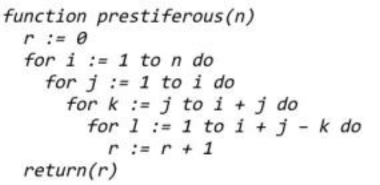 function prestiferous(n)
r := 0
for i := 1 to n do
for j := 1 to i do
for k := j to i + j do
for l := 1 to i + j - k do
r := r + 1
return(r)